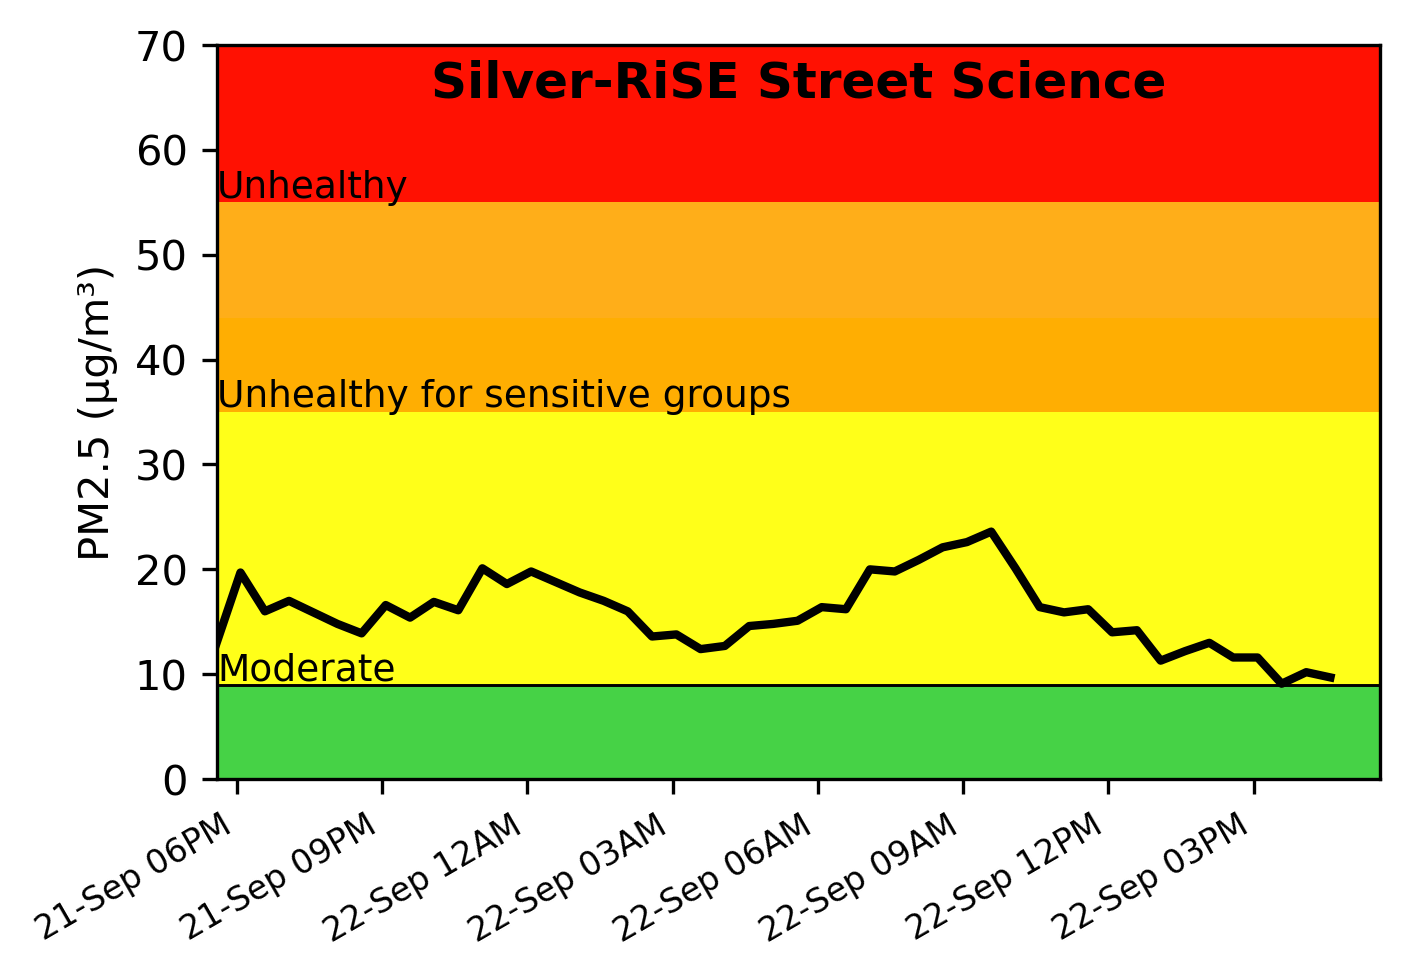 Silver-RiSE Street Science
70
60
Unhealthy
50
40
Unhealthy for sensitive groups
30
20
10
Moderate
0
PM2.5 (μg/m³)
21-Sep 06PM
21-Sep 09PM
22-Sep 12AM
22-Sep 03AM
22-Sep 06AM
22-Sep 09AM
22-Sep 12PM
22-Sep 03PM